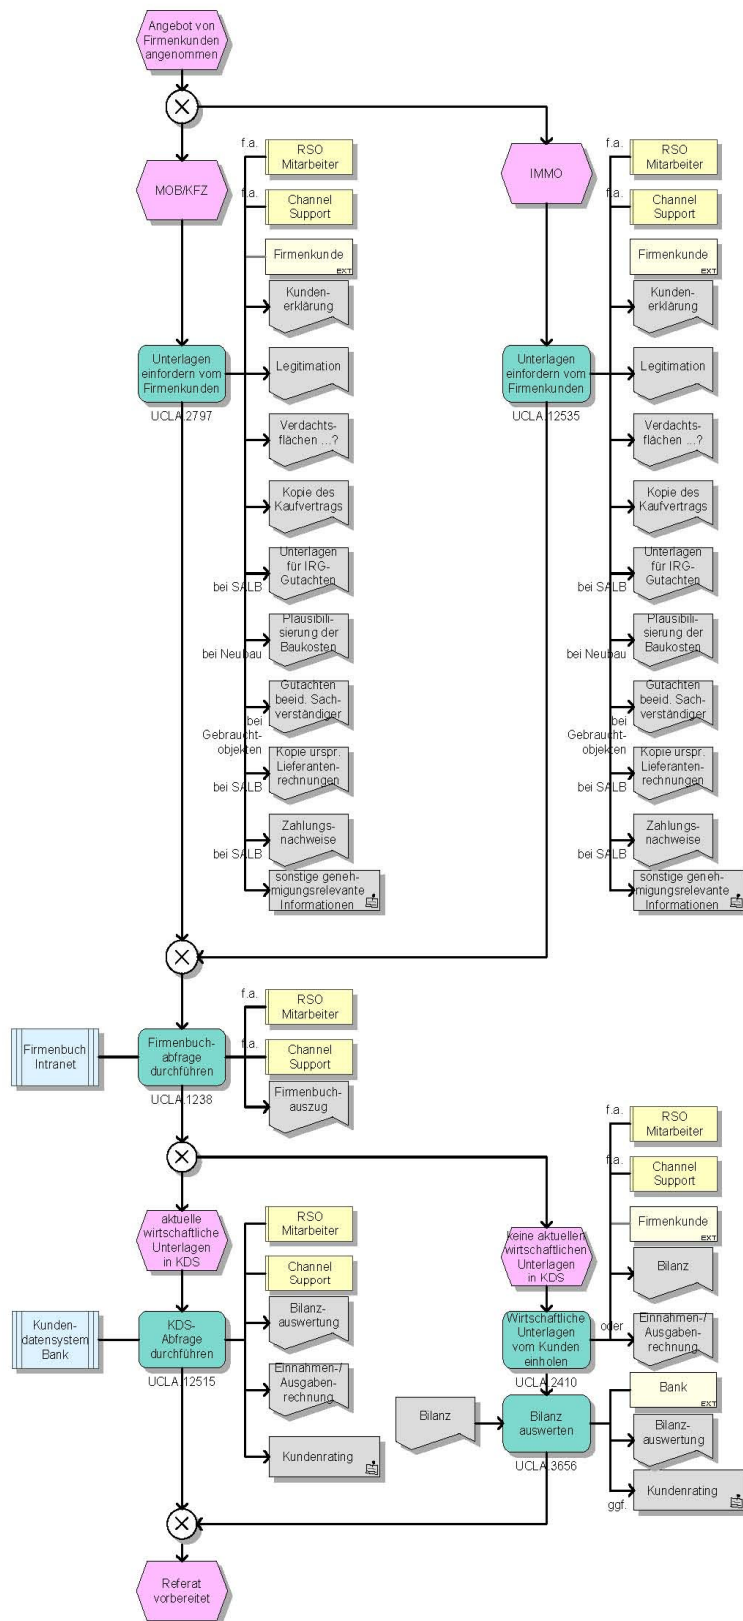 Angebot von
Firmenkunden
angenommen
MOB/KFZ
f.a.
RSO
Mitarbeiter
f.a.
Channel
Support
Firmenkunde
EXT
Kunden-
erklärung
Unterlagen
einfordern vom
Firmenkunden
UCLA.2797
Legitimation
Verdachts-
flächen ...?
Kopie des
Kaufvertrags
Unterlagen
für IRG-
Gutachten
bei SALB
Plausibili-
sierung der
Baukosten
bei Neubau
Gutachten
beeid. Sach-
verständiger
bei
Gebraucht-
objekten
Kopie urspr.
Lieferanten-
rechnungen
bei SALB
Zahlungs-
nachweise
bei SALB
sonstige geneh-
migungsrelevante
Informationen
IMMO
f.a.
RSO
Mitarbeiter
f.a.
Channel
Support
Firmenkunde
EXT
Kunden-
erklärung
Unterlagen
einfordern vom
Firmenkunden
UCLA.12535
Legitimation
Verdachts-
flächen ...?
Kopie des
Kaufvertrags
Unterlagen
für IRG-
Gutachten
bei SALB
Plausibili-
sierung der
Baukosten
bei Neubau
Gutachten
beeid. Sach-
verständiger
bei
Gebraucht-
objekten
Kopie urspr.
Lieferanten-
rechnungen
bei SALB
Zahlungs-
nachweise
bei SALB
sonstige geneh-
migungsrelevante
Informationen
Firmenbuch
Intranet
Firmenbuch-
abfrage
durchführen
UCLA.1238
f.a.
RSO
Mitarbeiter
f.a.
Channel
Support
Firmenbuch-
auszug
aktuelle
wirtschaftliche
Unterlagen
in KDS
Kunden-
datensystem
Bank
KDS-
Abfrage
durchführen
UCLA.12515
RSO
Mitarbeiter
Channel
Support
Bilanz-
auswertung
Einnahmen-/
Ausgaben-
rechnung
Kundenrating
keine aktuellen
wirtschaftlichen
Unterlagen
in KDS
f.a.
RSO
Mitarbeiter
f.a.
Channel
Support
Firmenkunde
EXT
Bilanz
Wirtschaftliche
Unterlagen
vom Kunden
einholen
UCLA.2410
oder
Einnahmen-/
Ausgaben-
rechnung
Bilanz
Bilanz
auswerten
UCLA.3656
Bank
EXT
Bilanz-
auswertung
ggf.
Kundenrating
Referat
vorbereitet